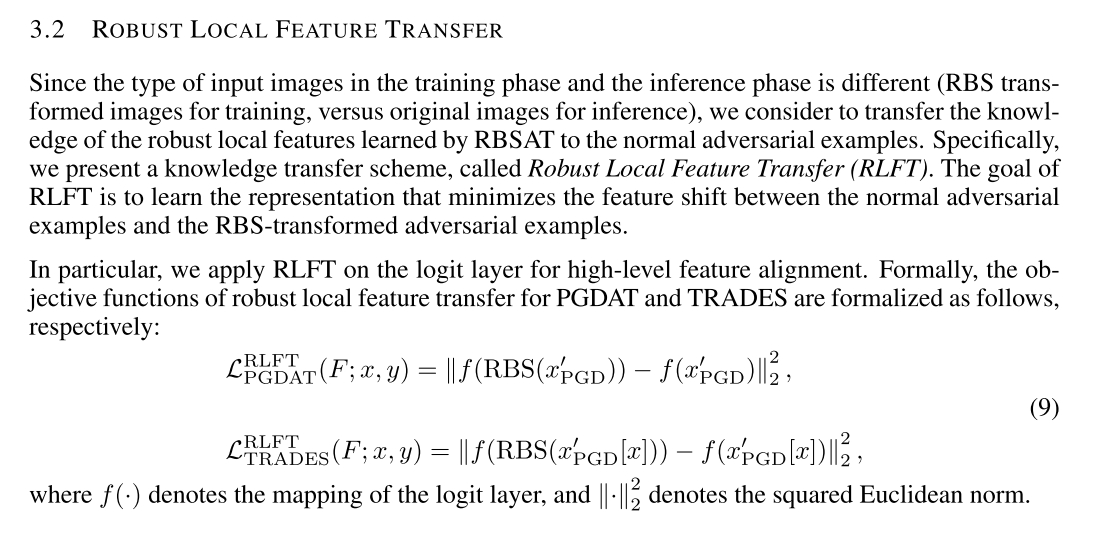 3.2 ROBUST LOCAL FEATURE TRANSFER
Since the type of input images in the training phase and the inference phase is different (RBS trans-
formed images for training, versus original images for inference), we consider to transfer the knowl-
edge of the robust local features learned by RBSAT to the normal adversarial examples. Specifically,
we present a knowledge transfer scheme, called Robust Local Feature Transfer (RLFT). The goal of
RLFT is to learn the representation that minimizes the feature shift between the normal adversarial
examples and the RBS-transformed adversarial examples.
In particular, we apply RLFT on the logit layer for high-level feature alignment. Formally, the ob-
jective functions of robust local feature transfer for PGDAT and TRADES are formalized as follows,
respectively:
$\mathcal{L}_{\mathrm{PGDAT}}^{\mathrm{RLFT}}(F; x, y) = \|f(\mathrm{RBS}(x'_{\mathrm{PGD}})) - f(x'_{\mathrm{PGD}})\|_2^2,$
(9)
$\mathcal{L}_{\mathrm{TRADES}}^{\mathrm{RLFT}}(F; x, y) = \|f(\mathrm{RBS}(x'_{\mathrm{PGD}}[x])) - f(x'_{\mathrm{PGD}}[x])\|_2^2,$
where $f(\cdot)$ denotes the mapping of the logit layer, and $\|\cdot\|_2^2$ denotes the squared Euclidean norm.